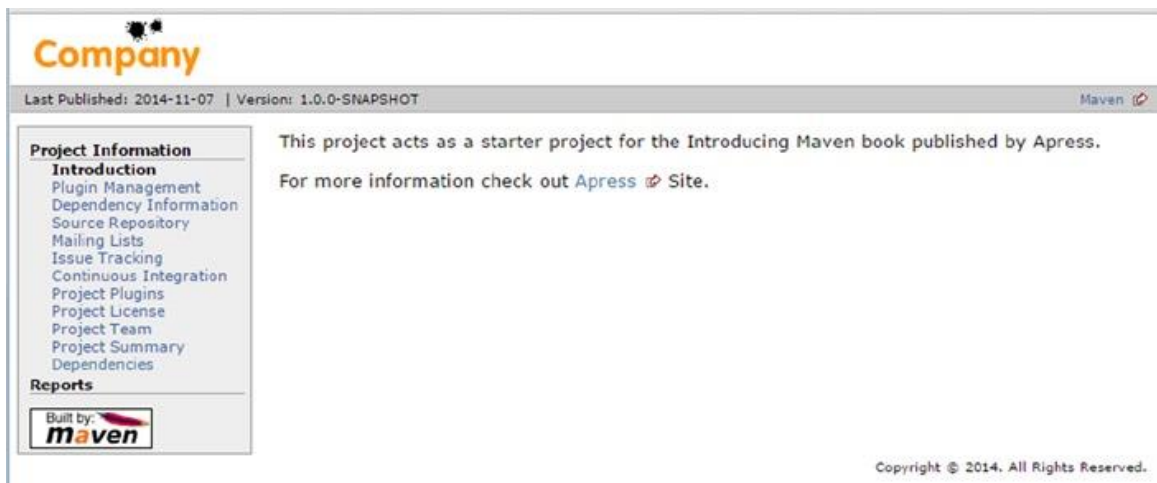 Company
Last Published: 2014-11-07 | Version: 1.0.0-SNAPSHOT
Maven
Project Information
Introduction
Plugin Management
Dependency Information
Source Repository
Mailing Lists
Issue Tracking
Continuous Integration
Project Plugins
Project License
Project Team
Project Summary
Dependencies
Reports
Built by:
maven
This project acts as a starter project for the Introducing Maven book published by Apress.
For more information check out Apress Site.
Copyright © 2014. All Rights Reserved.